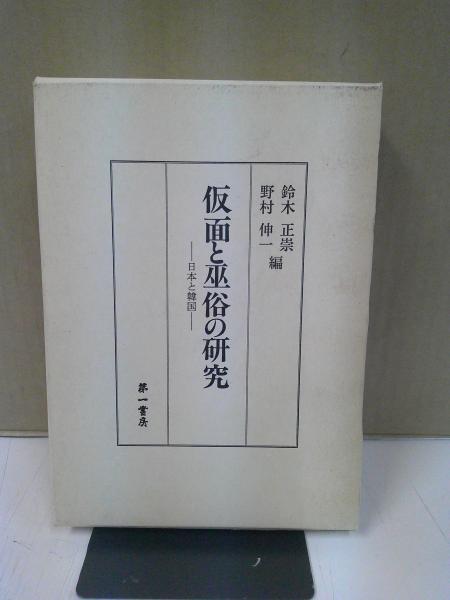 鈴木 正崇
野村 伸一 編
仮面と巫俗の研究
──日本と韓国──
第一書房